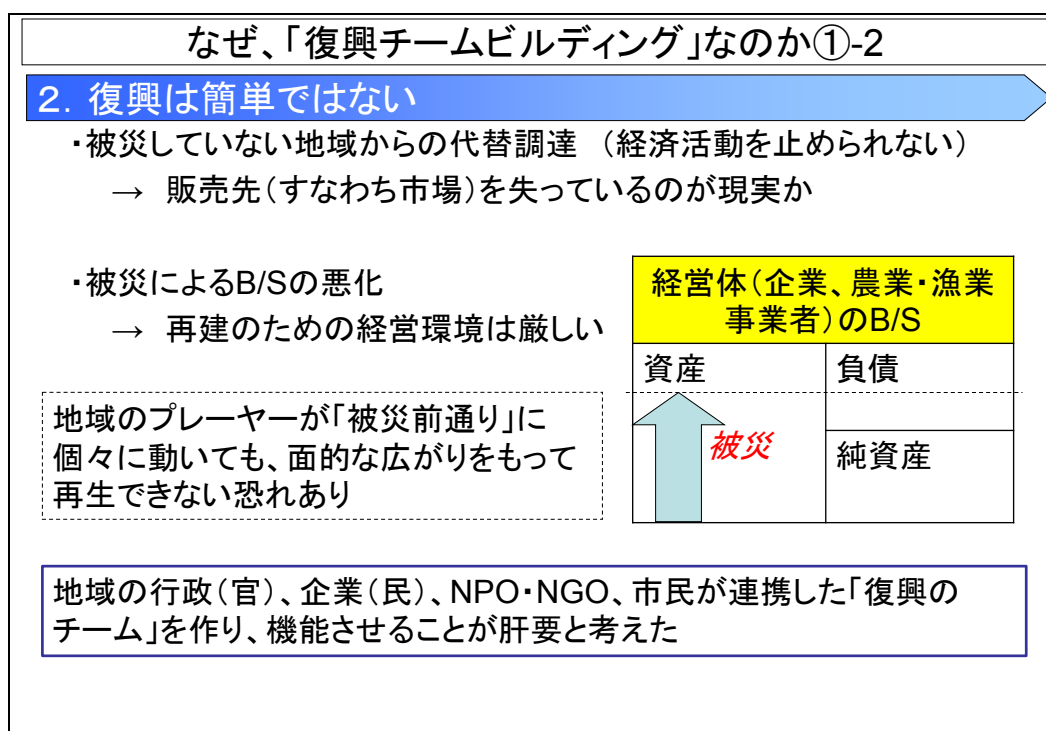 なぜ、「復興チームビルディング」なのか①-2
２．復興は簡単ではない
・被災していない地域からの代替調達　（経済活動を止められない）
→　販売先（すなわち市場）を失っているのが現実か
・被災によるB/Sの悪化
→　再建のための経営環境は厳しい
経営体（企業、農業・漁業
事業者）のB/S
資産
負債
被災
純資産
地域のプレーヤーが「被災前通り」に
個々に動いても、面的な広がりをもって
再生できない恐れあり
地域の行政（官）、企業（民）、NPO・NGO、市民が連携した「復興の
チーム」を作り、機能させることが肝要と考えた